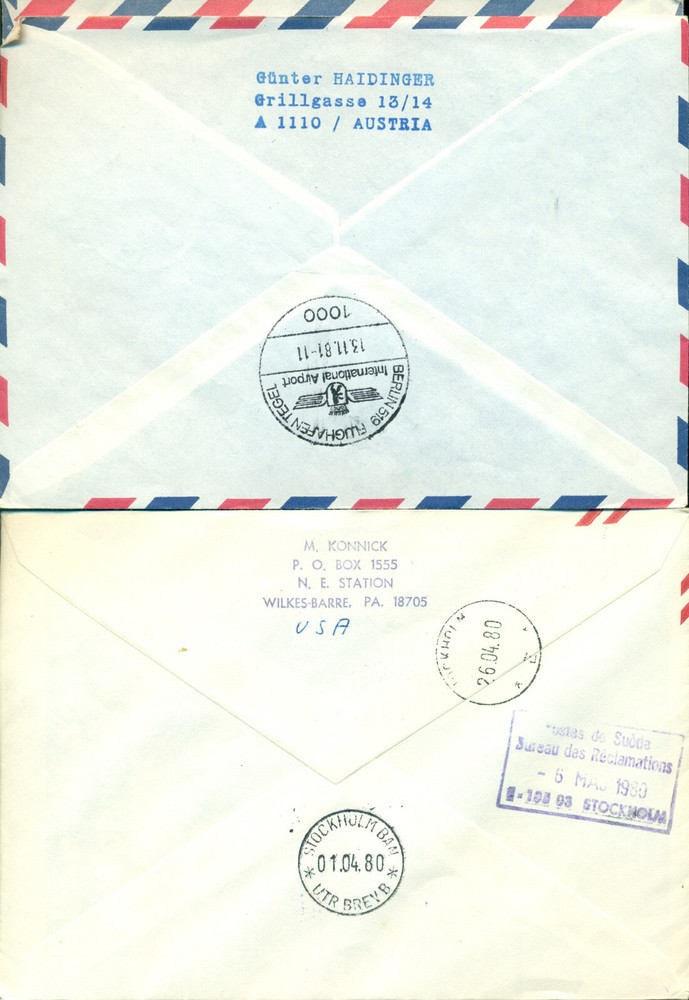 Günter HAIDINGER
Grillgasse 13/14
A 1110 / AUSTRIA
BERLIN 519 FLUGHAFEN TEGEL
International Airport
13.11.81-11
1000
M. KONNICK
P. O. BOX 1555
N. E. STATION
WILKES-BARRE, PA. 18705
USA
26.04.80
Postes de Suède
Bureau des Réclamations
- 6 MAJ 1980
STOCKHOLM
STOCKHOLM BAN
01.04.80
UTR BREV B